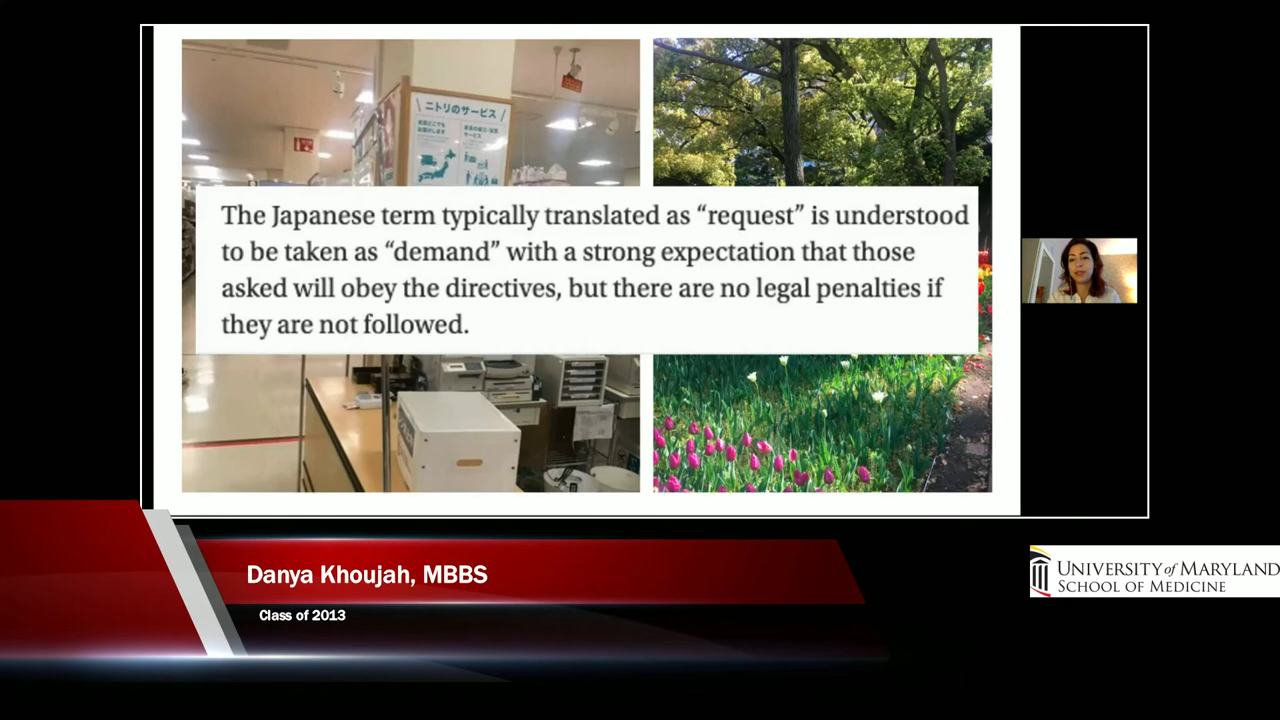 ニトリのサービス
The Japanese term typically translated as “request” is understood
to be taken as “demand” with a strong expectation that those
asked will obey the directives, but there are no legal penalties if
they are not followed.
Danya Khoujah, MBBS
Class of 2013
UNIVERSITY of MARYLAND
SCHOOL OF MEDICINE